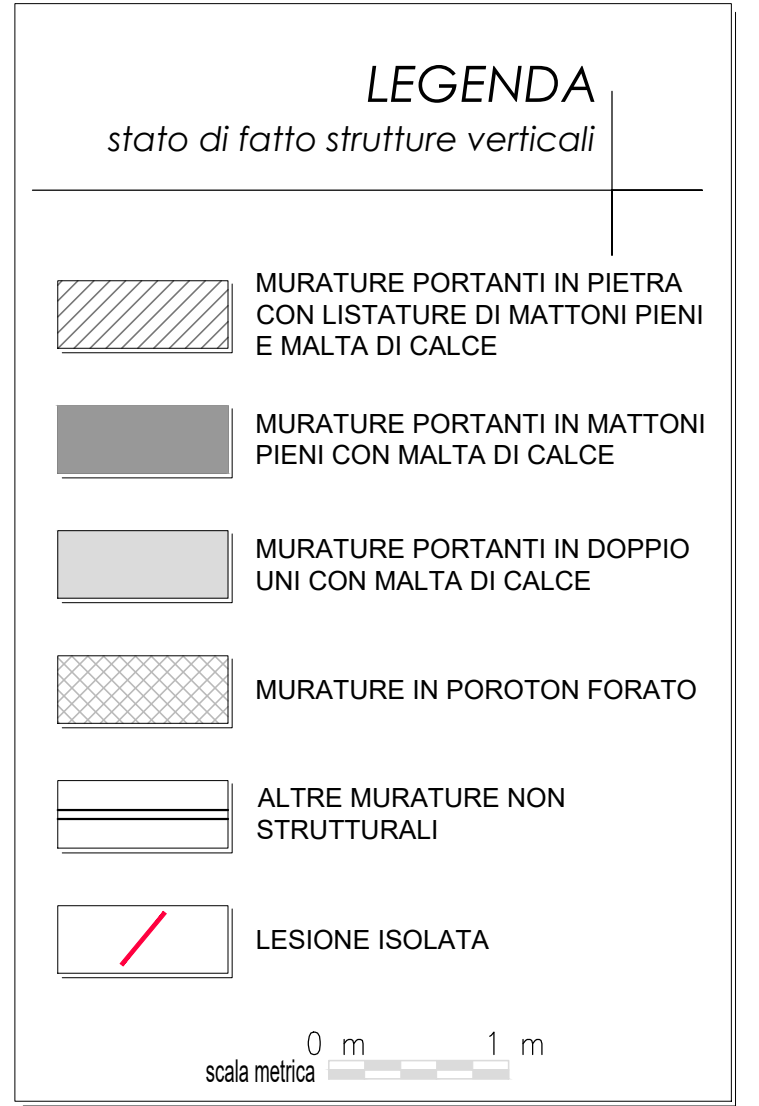 LEGENDA
stato di fatto strutture verticali
MURATURE PORTANTI IN PIETRA
CON LISTATURE DI MATTONI PIENI
E MALTA DI CALCE
MURATURE PORTANTI IN MATTONI
PIENI CON MALTA DI CALCE
MURATURE PORTANTI IN DOPPIO
UNI CON MALTA DI CALCE
MURATURE IN POROTON FORATO
ALTRE MURATURE NON
STRUTTURALI
LESIONE ISOLATA
0 m 1 m
scala metrica